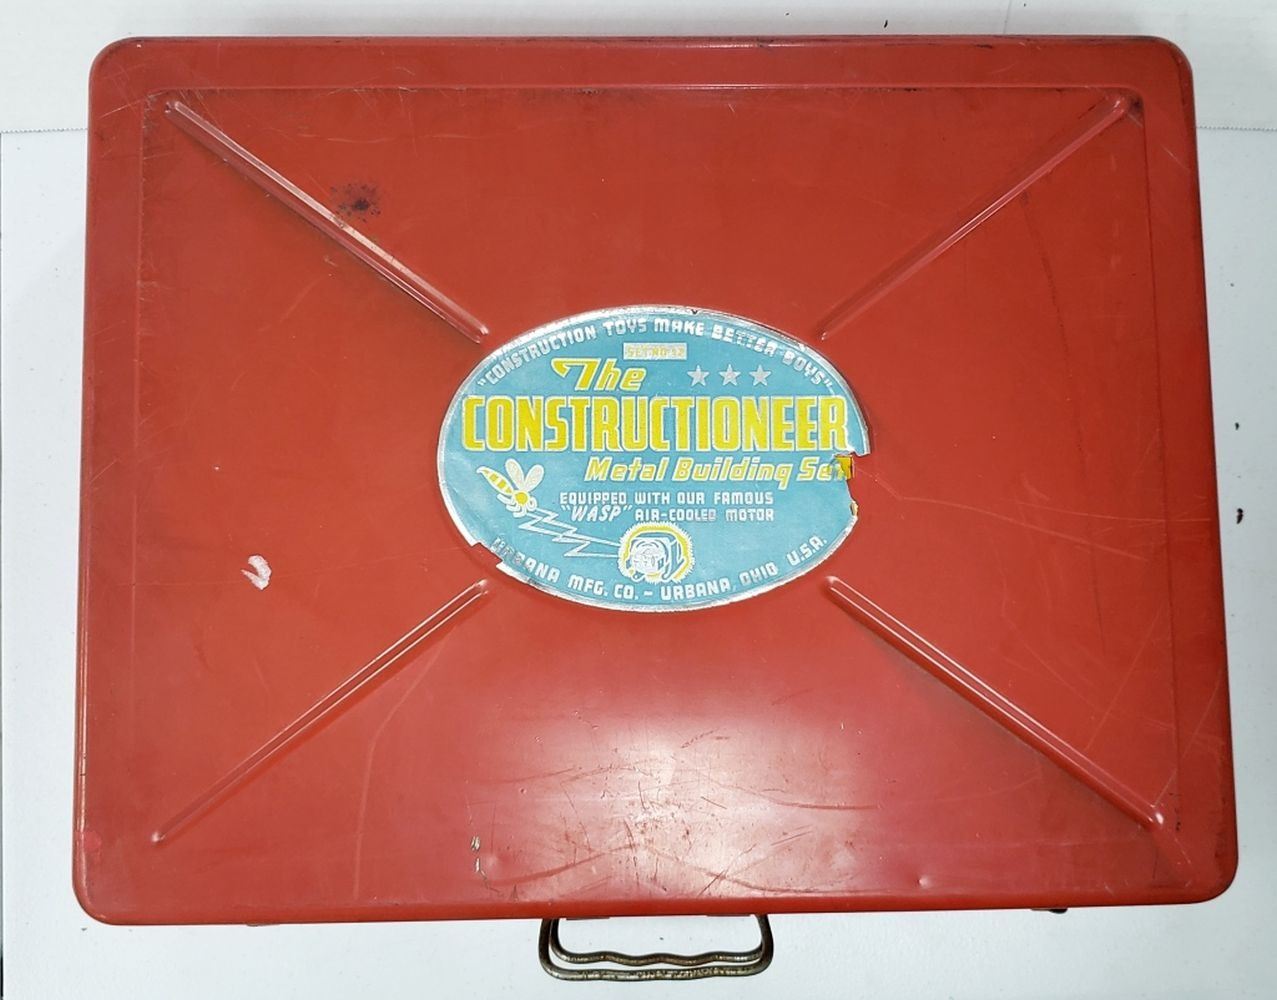 "CONSTRUCTION TOYS MAKE BETTER BOYS"
SET NO 12
The
CONSTRUCTIONEER
Metal Building Set
EQUIPPED WITH OUR FAMOUS
"WASP" AIR-COOLED MOTOR
URBANA MFG. CO. - URBANA, OHIO U.S.A.